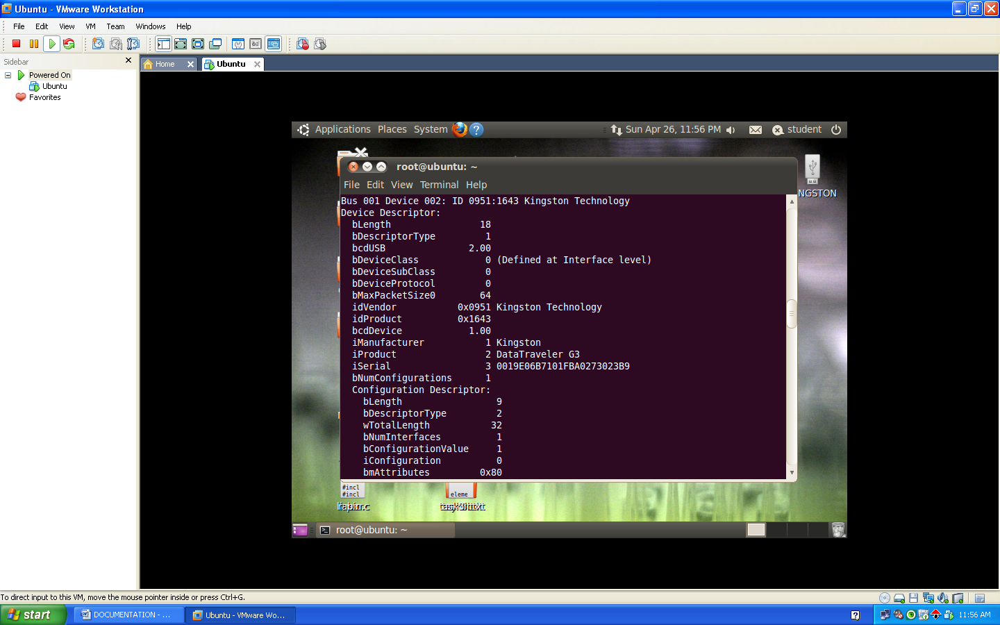 Ubuntu - VMware Workstation
File Edit View VM Team Windows Help
Sidebar
Home
Ubuntu
Powered On
Ubuntu
Favorites
Applications Places System
Sun Apr 26, 11:56 PM
student
root@ubuntu: ~
File Edit View Terminal Help
NGSTON
Bus 001 Device 002: ID 0951:1643 Kingston Technology
Device Descriptor:
bLength 18
bDescriptorType 1
bcdUSB 2.00
bDeviceClass 0 (Defined at Interface level)
bDeviceSubClass 0
bDeviceProtocol 0
bMaxPacketSize0 64
idVendor 0x0951 Kingston Technology
idProduct 0x1643
bcdDevice 1.00
iManufacturer 1 Kingston
iProduct 2 DataTraveler G3
iSerial 3 0019E06B7101FBA0273023B9
bNumConfigurations 1
Configuration Descriptor:
bLength 9
bDescriptorType 2
wTotalLength 32
bNumInterfaces 1
bConfigurationValue 1
iConfiguration 0
bmAttributes 0x80
#incl
#incl
eleme
root@ubuntu: ~
To direct input to this VM, move the mouse pointer inside or press Ctrl+G.
start
DOCUMENTATION - ...
Ubuntu - VMware Wo...
11:56 AM